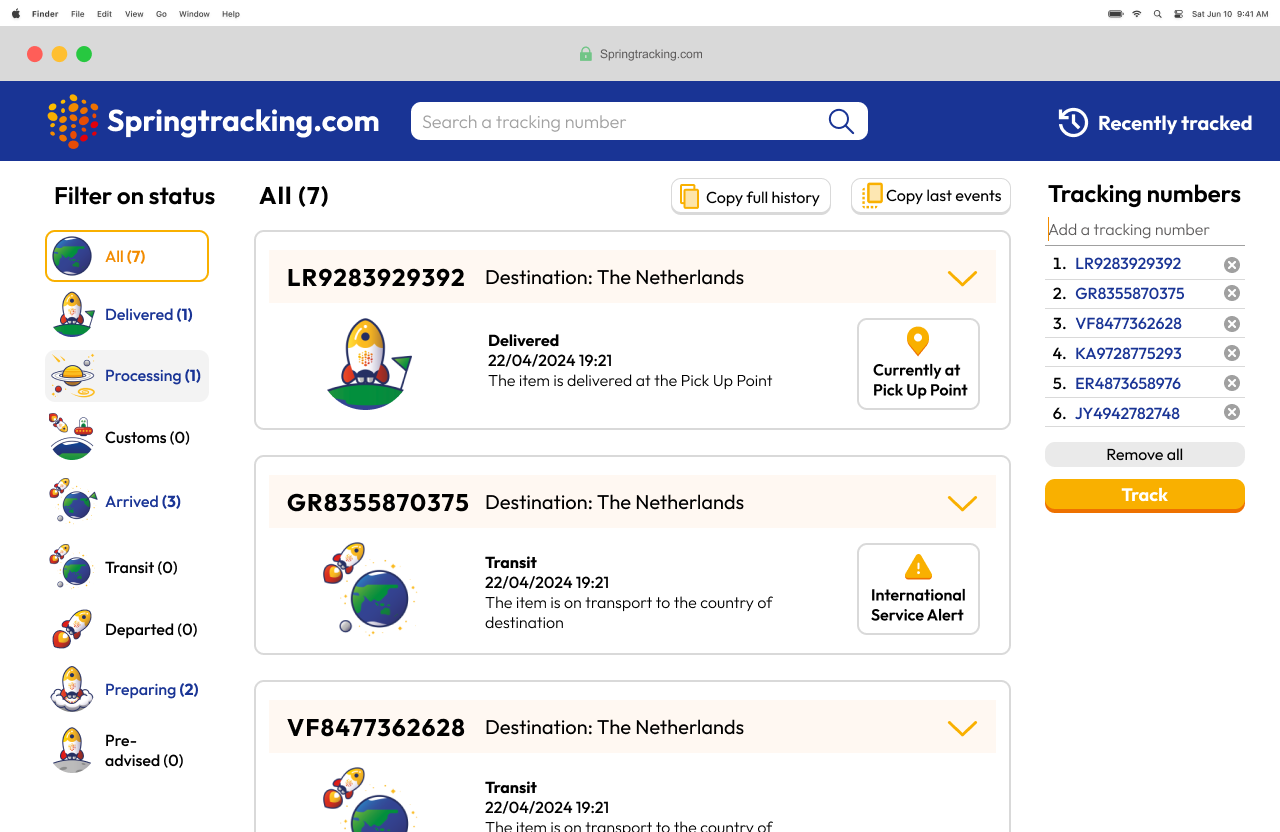 Finder File Edit View Go Window Help
Sat Jun 10 9:41 AM
Springtracking.com
Springtracking.com
Search a tracking number
Recently tracked
Filter on status
All (7)
Delivered (1)
Processing (1)
Customs (0)
Arrived (3)
Transit (0)
Departed (0)
Preparing (2)
Pre-
advised (0)
All (7)
Copy full history
Copy last events
LR9283929392
Destination: The Netherlands
Delivered
22/04/2024 19:21
The item is delivered at the Pick Up Point
Currently at
Pick Up Point
GR8355870375
Destination: The Netherlands
Transit
22/04/2024 19:21
The item is on transport to the country of
destination
International
Service Alert
VF8477362628
Destination: The Netherlands
Transit
22/04/2024 19:21
The item is on transport to the country of
Tracking numbers
Add a tracking number
1. LR9283929392
2. GR8355870375
3. VF8477362628
4. KA9728775293
5. ER4873658976
6. JY4942782748
Remove all
Track